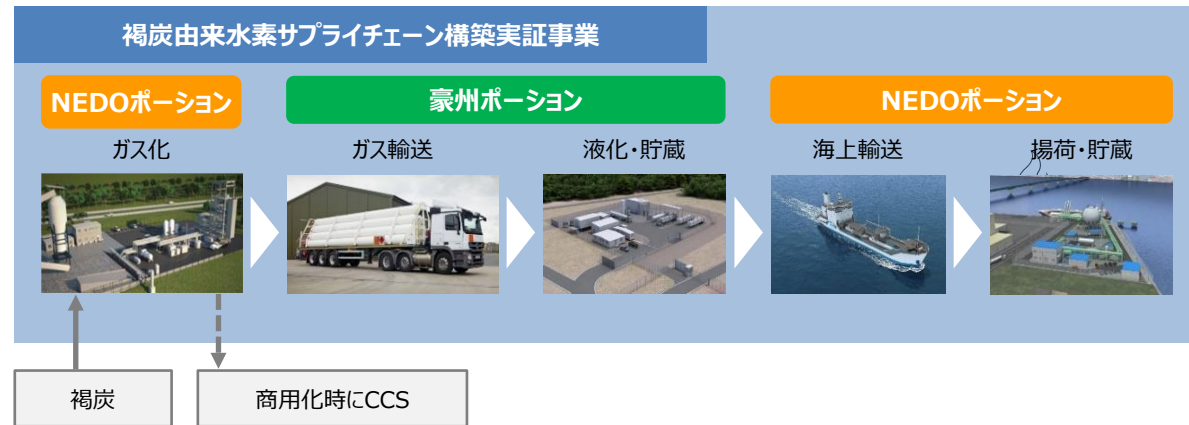 褐炭由来水素サプライチェーン構築実証事業
NEDOポーション
豪州ポーション
NEDOポーション
ガス化
ガス輸送
液化・貯蔵
海上輸送
揚荷・貯蔵
褐炭
商用化時にCCS